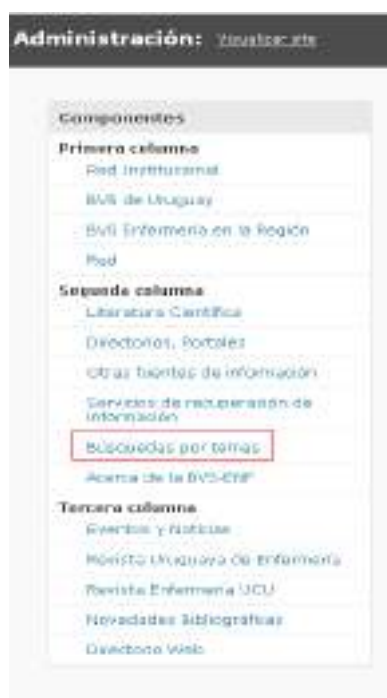 Administración: Visualizar site
Componentes
Primera columna
Red Institucional
BVS de Uruguay
BVS Enfermería en la Región
Red
Segunda columna
Literatura Científica
Directorios, Portales
Otras fuentes de información
Servicios de recuperación de
información
Búsquedas por temas
Acerca de la BVS-ENF
Tercera columna
Eventos y Noticias
Revista Uruguaya de Enfermería
Revista Enfermería UCU
Novedades Bibliográficas
Directorio Web